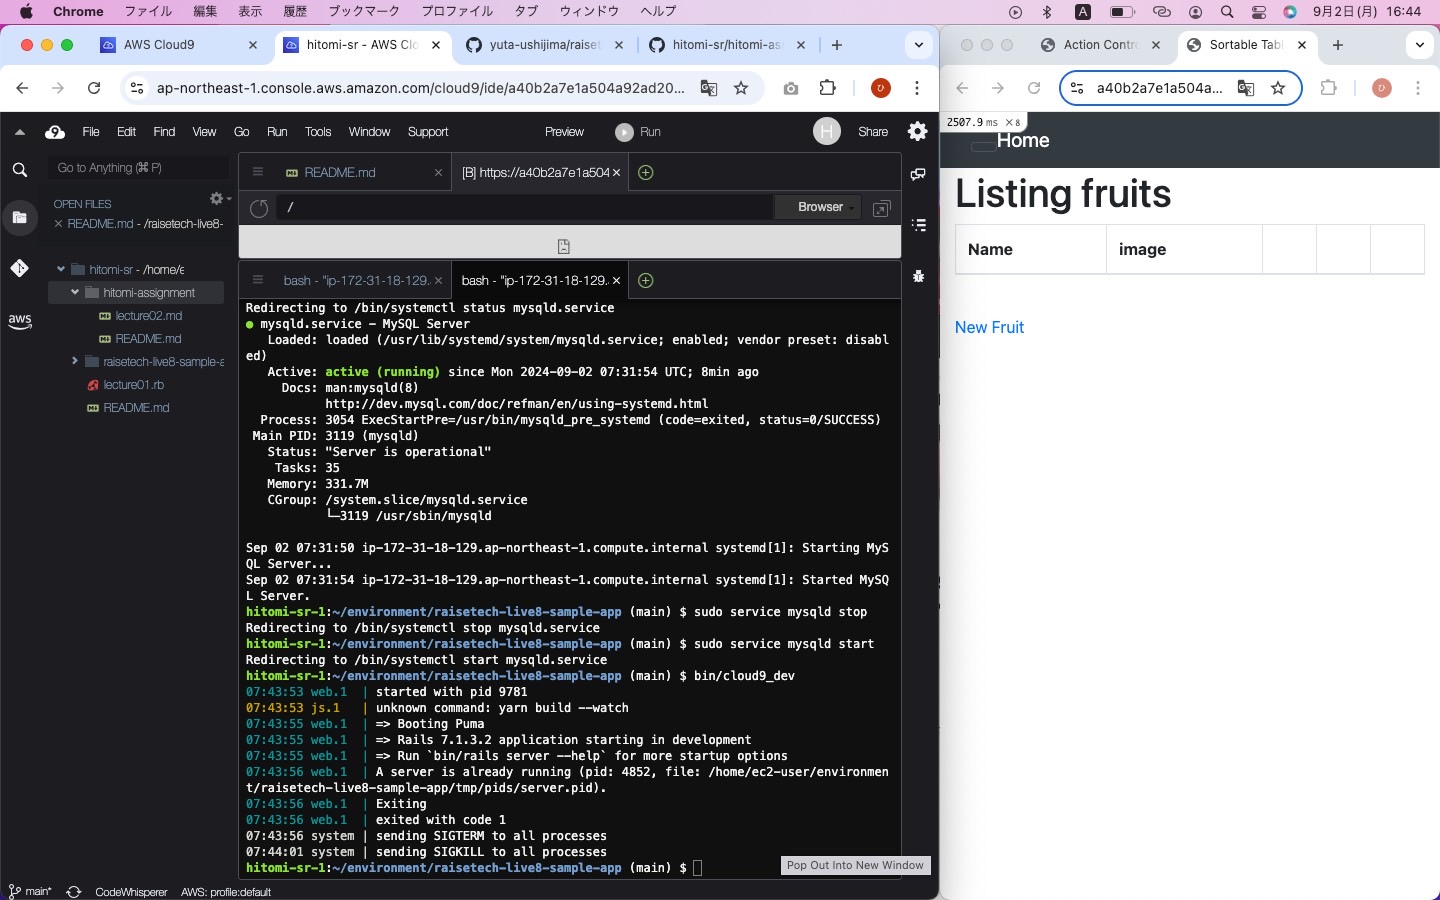 Chrome ファイル 編集 表示 履歴 ブックマーク プロファイル タブ ウィンドウ ヘルプ A 9月2日(月) 16:44
AWS Cloud9
hitomi-sr - AWS Clo
yuta-ushijima/raiset
hitomi-sr/hitomi-as
ap-northeast-1.console.aws.amazon.com/cloud9/ide/a40b2a7e1a504a92ad20...
ひ
File Edit Find View Go Run Tools Window Support Preview Run H Share
Go to Anything (⌘ P)
OPEN FILES
README.md - /raisetech-live8-
hitomi-sr - /home/e
hitomi-assignment
lecture02.md
README.md
raisetech-live8-sample-a
lecture01.rb
README.md
aws
README.md
[B] https://a40b2a7e1a504
/
Browser
bash - "ip-172-31-18-129.
bash - "ip-172-31-18-129.
Redirecting to /bin/systemctl status mysqld.service
● mysqld.service - MySQL Server
Loaded: loaded (/usr/lib/systemd/system/mysqld.service; enabled; vendor preset: disabl
ed)
Active: active (running) since Mon 2024-09-02 07:31:54 UTC; 8min ago
Docs: man:mysqld(8)
http://dev.mysql.com/doc/refman/en/using-systemd.html
Process: 3054 ExecStartPre=/usr/bin/mysqld_pre_systemd (code=exited, status=0/SUCCESS)
Main PID: 3119 (mysqld)
Status: "Server is operational"
Tasks: 35
Memory: 331.7M
CGroup: /system.slice/mysqld.service
└─3119 /usr/sbin/mysqld
Sep 02 07:31:50 ip-172-31-18-129.ap-northeast-1.compute.internal systemd[1]: Starting MyS
QL Server...
Sep 02 07:31:54 ip-172-31-18-129.ap-northeast-1.compute.internal systemd[1]: Started MySQ
L Server.
hitomi-sr-1:~/environment/raisetech-live8-sample-app (main) $ sudo service mysqld stop
Redirecting to /bin/systemctl stop mysqld.service
hitomi-sr-1:~/environment/raisetech-live8-sample-app (main) $ sudo service mysqld start
Redirecting to /bin/systemctl start mysqld.service
hitomi-sr-1:~/environment/raisetech-live8-sample-app (main) $ bin/cloud9_dev
07:43:53 web.1 | started with pid 9781
07:43:53 js.1 | unknown command: yarn build --watch
07:43:55 web.1 | => Booting Puma
07:43:55 web.1 | => Rails 7.1.3.2 application starting in development
07:43:55 web.1 | => Run `bin/rails server --help` for more startup options
07:43:56 web.1 | A server is already running (pid: 4852, file: /home/ec2-user/environmen
t/raisetech-live8-sample-app/tmp/pids/server.pid).
07:43:56 web.1 | Exiting
07:43:56 web.1 | exited with code 1
07:43:56 system | sending SIGTERM to all processes
07:44:01 system | sending SIGKILL to all processes
hitomi-sr-1:~/environment/raisetech-live8-sample-app (main) $
Pop Out Into New Window
main* CodeWhisperer AWS: profile:default
Action Contro
Sortable Tabl
a40b2a7e1a504a...
ひ
2507.9 ms ×8
Home
Listing fruits
Name image
New Fruit